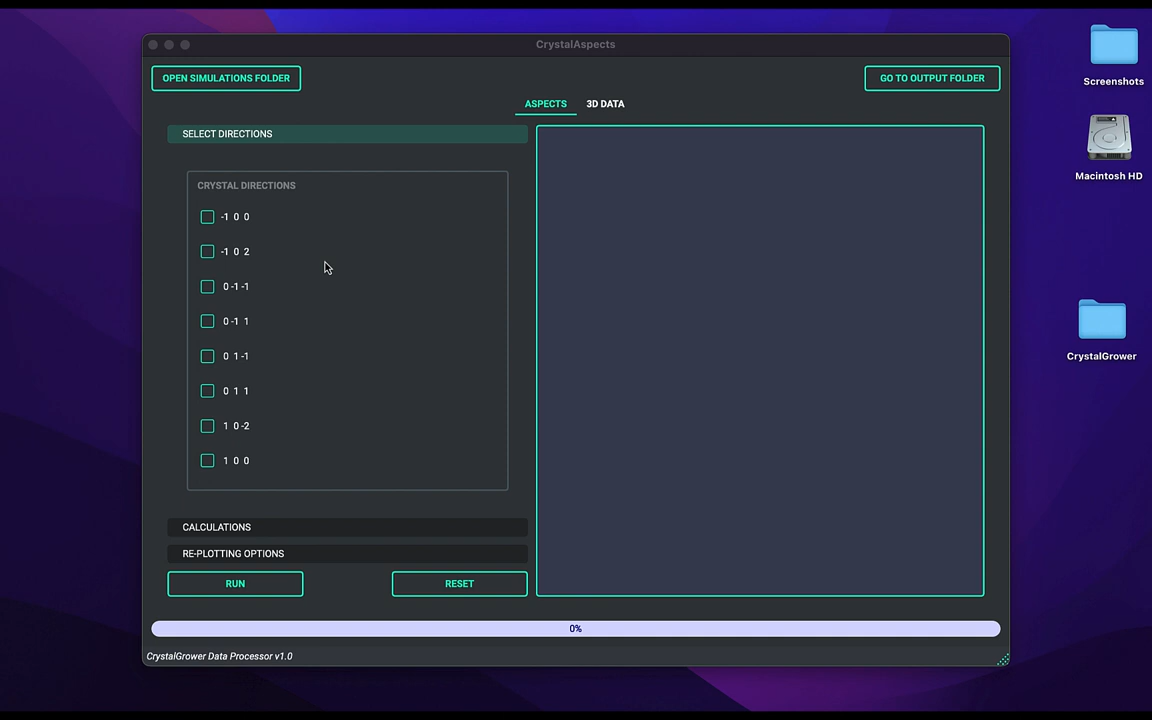 CrystalAspects
OPEN SIMULATIONS FOLDER
GO TO OUTPUT FOLDER
ASPECTS
3D DATA
SELECT DIRECTIONS
CRYSTAL DIRECTIONS
-1 0 0
-1 0 2
0 -1 -1
0 -1 1
0 1 -1
0 1 1
1 0 -2
1 0 0
CALCULATIONS
RE-PLOTTING OPTIONS
RUN
RESET
0%
CrystalGrower Data Processor v1.0
Screenshots
Macintosh HD
CrystalGrower